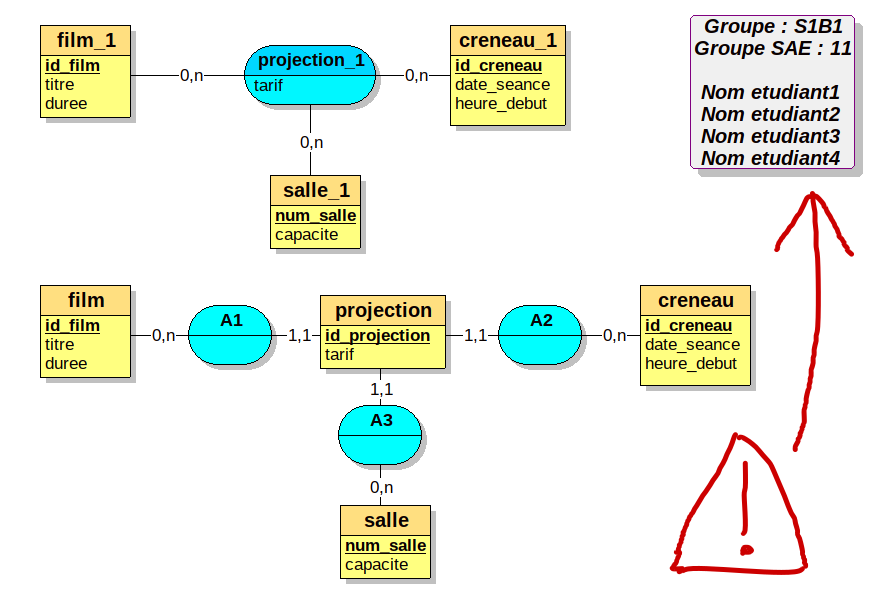 film_1
id_film
titre
duree
0,n
projection_1
tarif
0,n
creneau_1
id_creneau
date_seance
heure_debut
0,n
salle_1
num_salle
capacite
Groupe : S1B1
Groupe SAE : 11
Nom etudiant1
Nom etudiant2
Nom etudiant3
Nom etudiant4
film
id_film
titre
duree
0,n
A1
1,1
projection
id_projection
tarif
1,1
A2
0,n
creneau
id_creneau
date_seance
heure_debut
1,1
A3
0,n
salle
num_salle
capacite
!